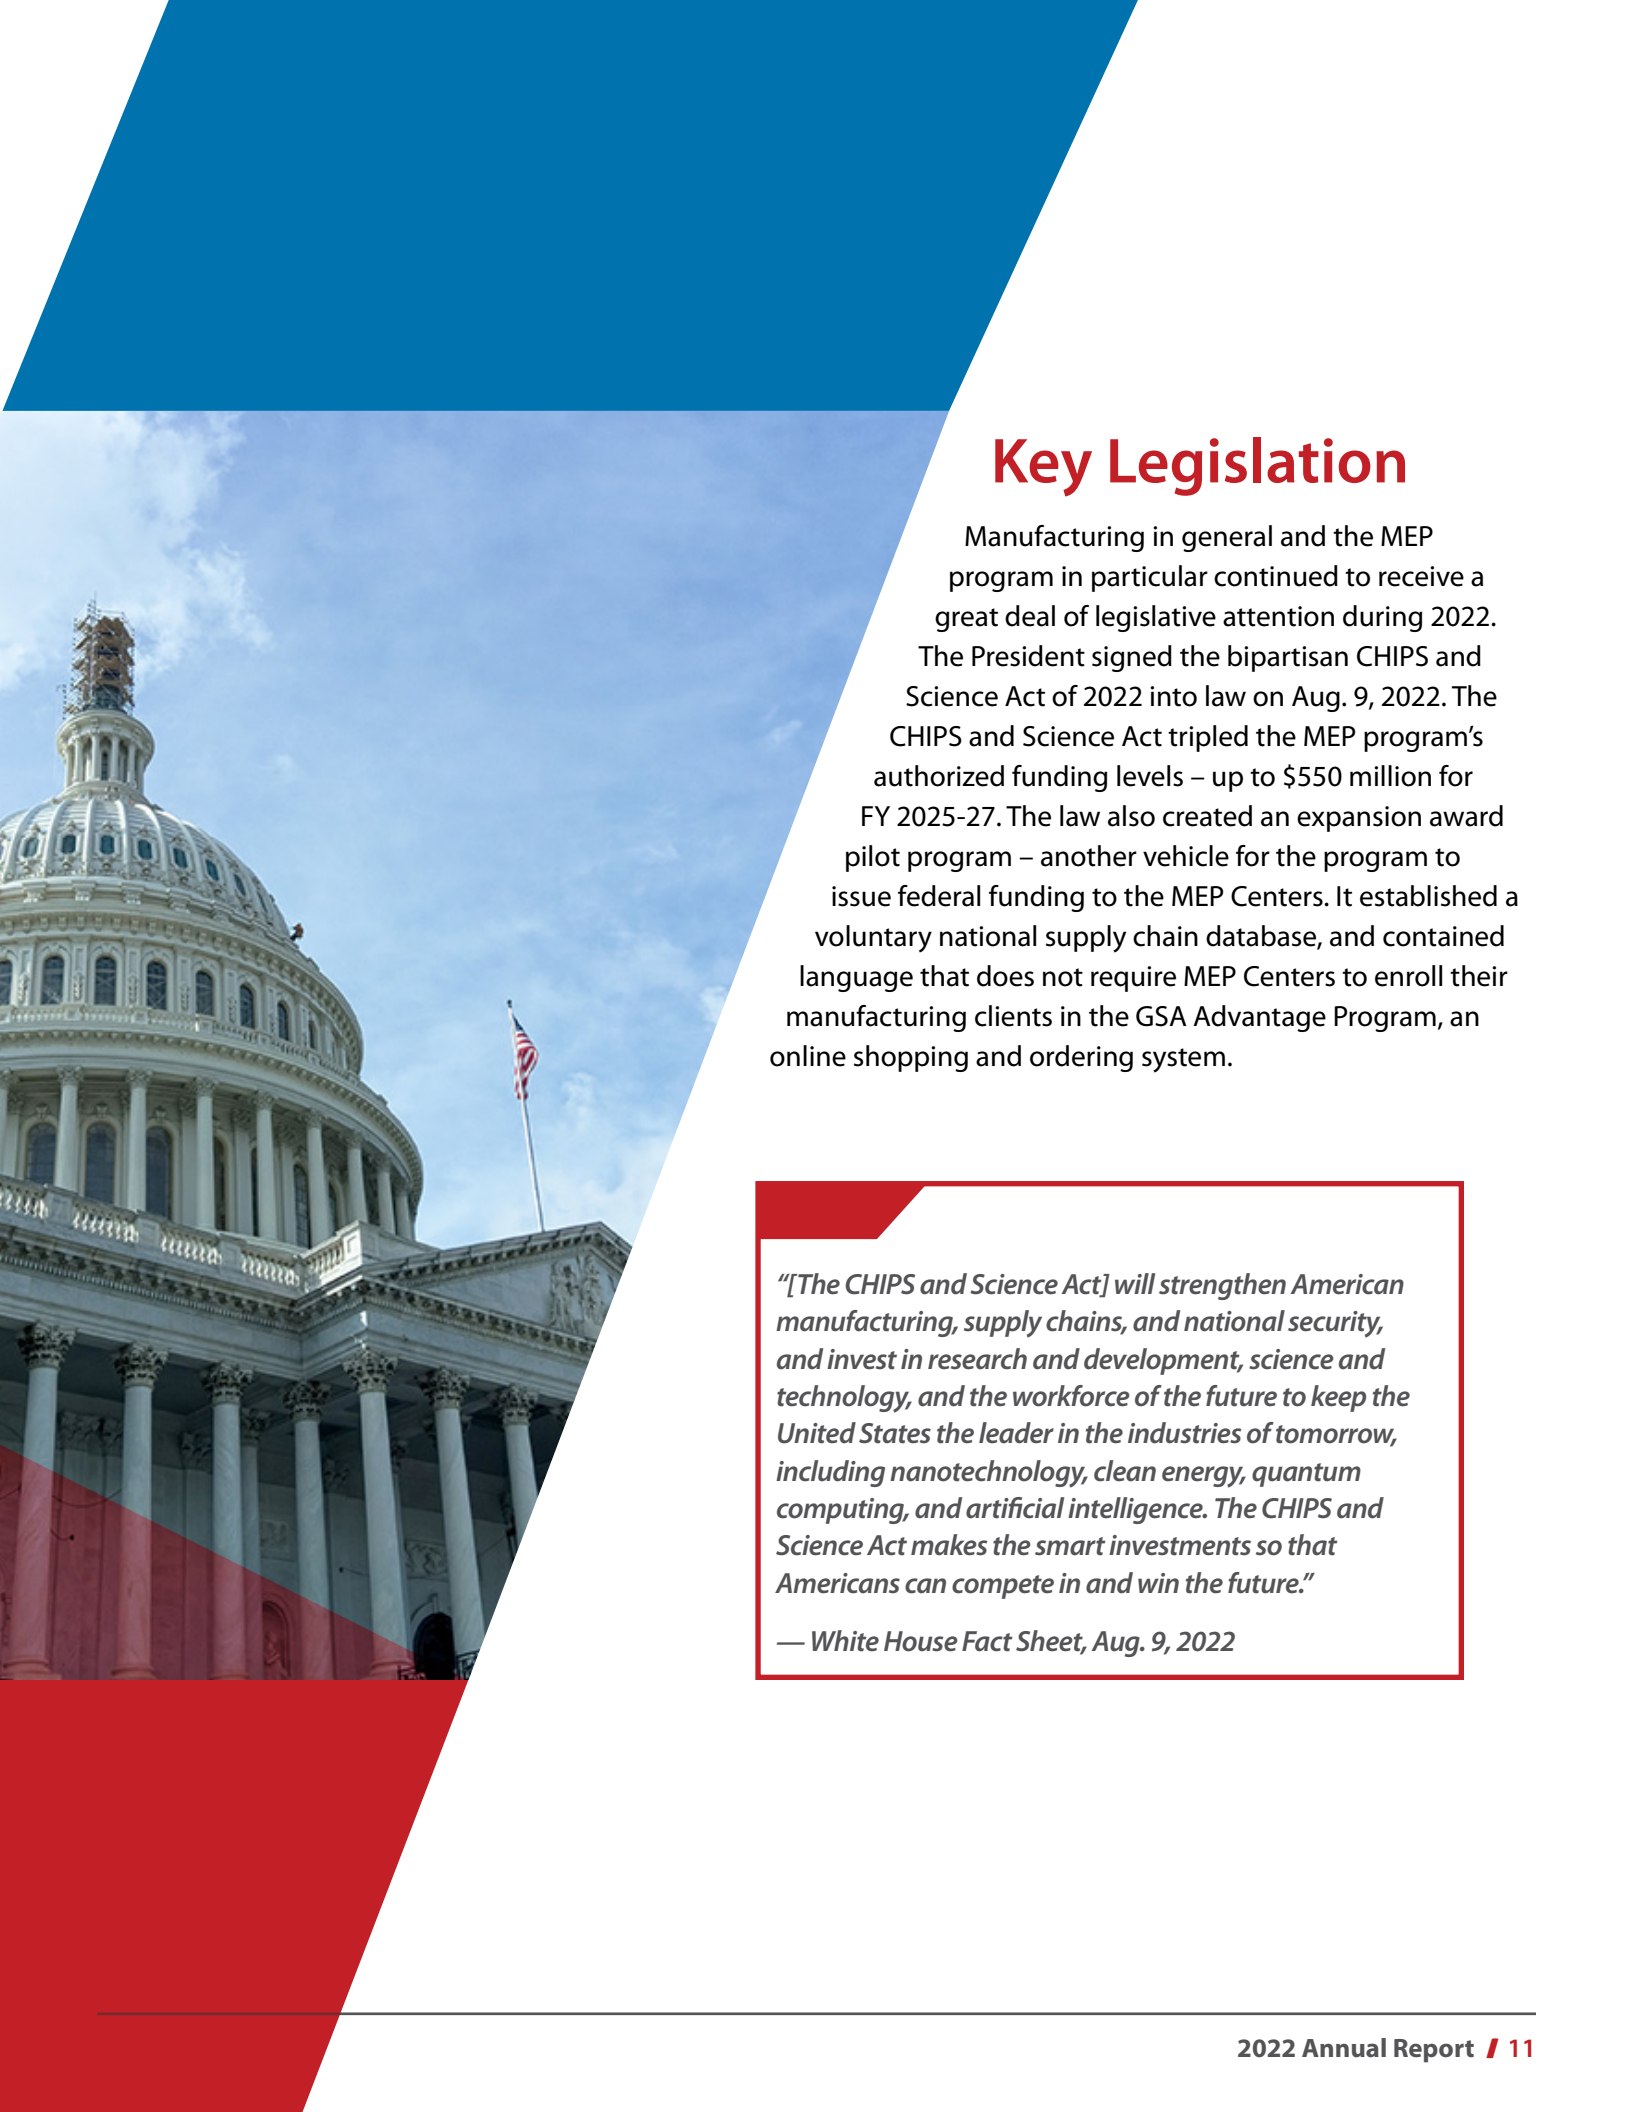 Key Legislation
Manufacturing in general and the MEP
program in particular continued to receive a
great deal of legislative attention during 2022.
The President signed the bipartisan CHIPS and
Science Act of 2022 into law on Aug. 9, 2022. The
CHIPS and Science Act tripled the MEP program’s
authorized funding levels – up to $550 million for
FY 2025-27. The law also created an expansion award
pilot program – another vehicle for the program to
issue federal funding to the MEP Centers. It established a
voluntary national supply chain database, and contained
language that does not require MEP Centers to enroll their
manufacturing clients in the GSA Advantage Program, an
online shopping and ordering system.
“[The CHIPS and Science Act] will strengthen American
manufacturing, supply chains, and national security,
and invest in research and development, science and
technology, and the workforce of the future to keep the
United States the leader in the industries of tomorrow,
including nanotechnology, clean energy, quantum
computing, and artificial intelligence. The CHIPS and
Science Act makes the smart investments so that
Americans can compete in and win the future.”
— White House Fact Sheet, Aug. 9, 2022
2022 Annual Report / 11